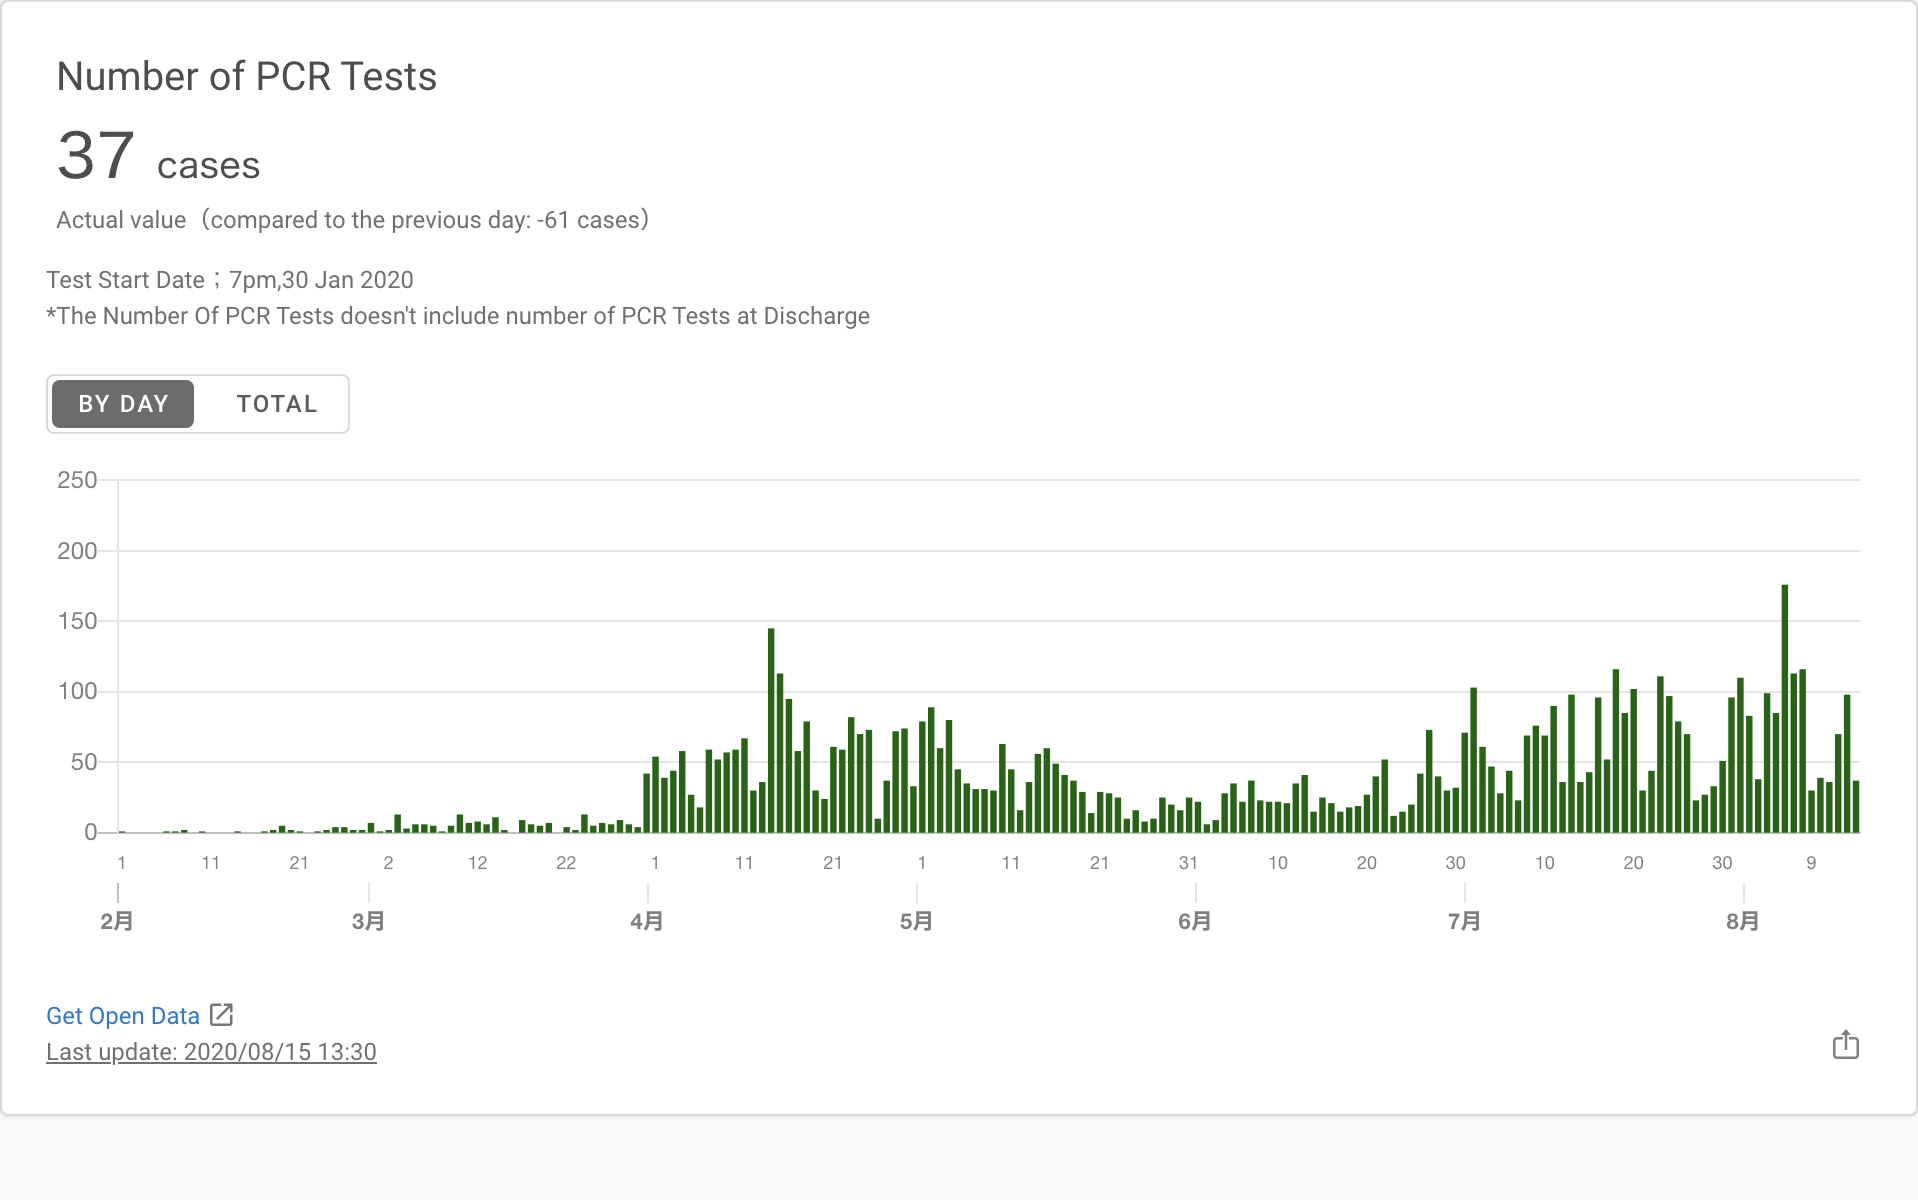 Number of PCR Tests
37 cases
Actual value（compared to the previous day: -61 cases）
Test Start Date；7pm,30 Jan 2020
*The Number Of PCR Tests doesn't include number of PCR Tests at Discharge
BY DAY TOTAL
250
200
150
100
50
0
1 11 21 2 12 22 1 11 21 1 11 21 31 10 20 30 10 20 30 9
2月 3月 4月 5月 6月 7月 8月
Get Open Data
Last update: 2020/08/15 13:30